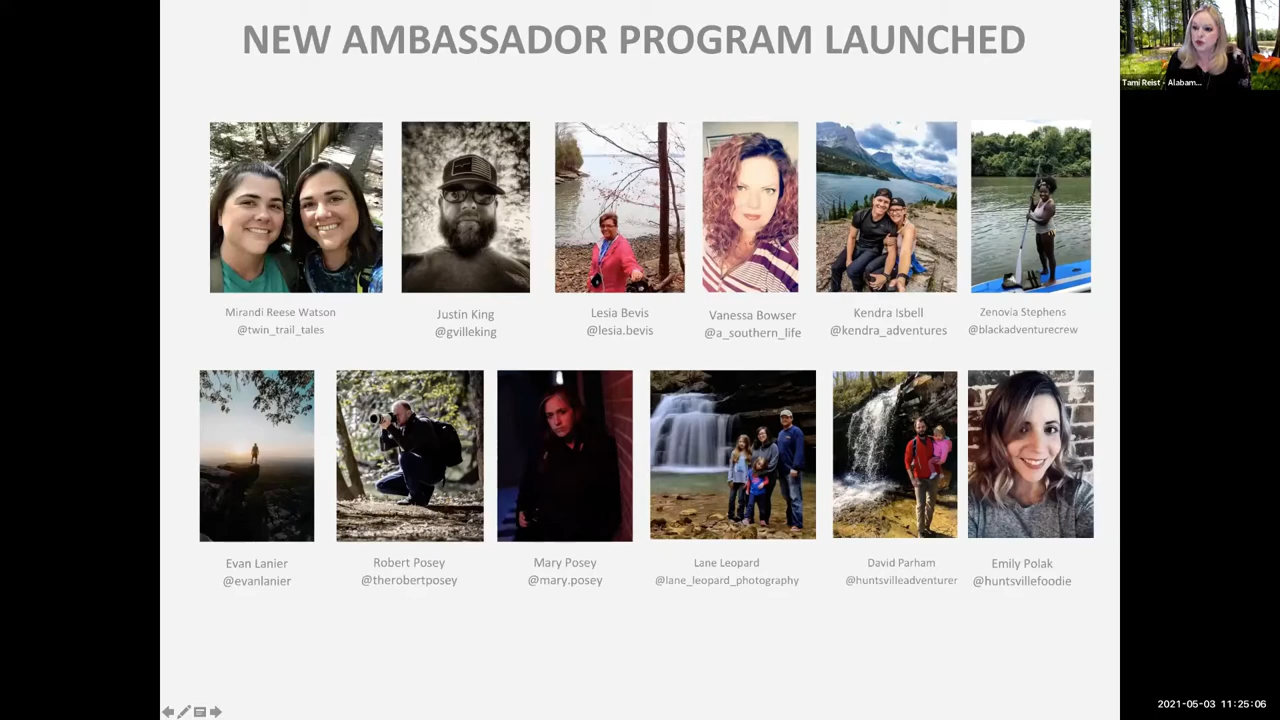 NEW AMBASSADOR PROGRAM LAUNCHED
Tami Reist - Alabam...
Mirandi Reese Watson
@twin_trail_tales
Justin King
@gvilleking
Lesia Bevis
@lesia.bevis
Vanessa Bowser
@a_southern_life
Kendra Isbell
@kendra_adventures
Zenovia Stephens
@blackadventurecrew
Evan Lanier
@evanlanier
Robert Posey
@therobertposey
Mary Posey
@mary.posey
Lane Leopard
@lane_leopard_photography
David Parham
@huntsvilleadventurer
Emily Polak
@huntsvillefoodie
2021-05-03 11:25:06